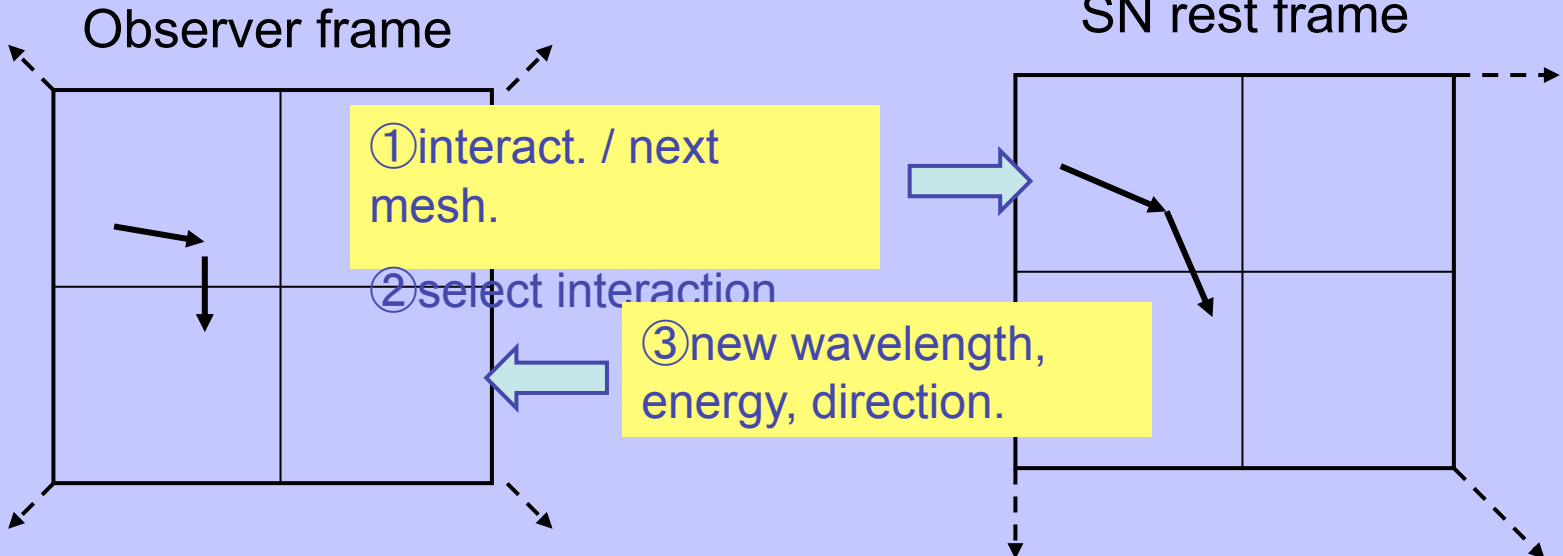 Observer frame
SN rest frame
①interact. / next
mesh.
②select interaction
③new wavelength,
energy, direction.